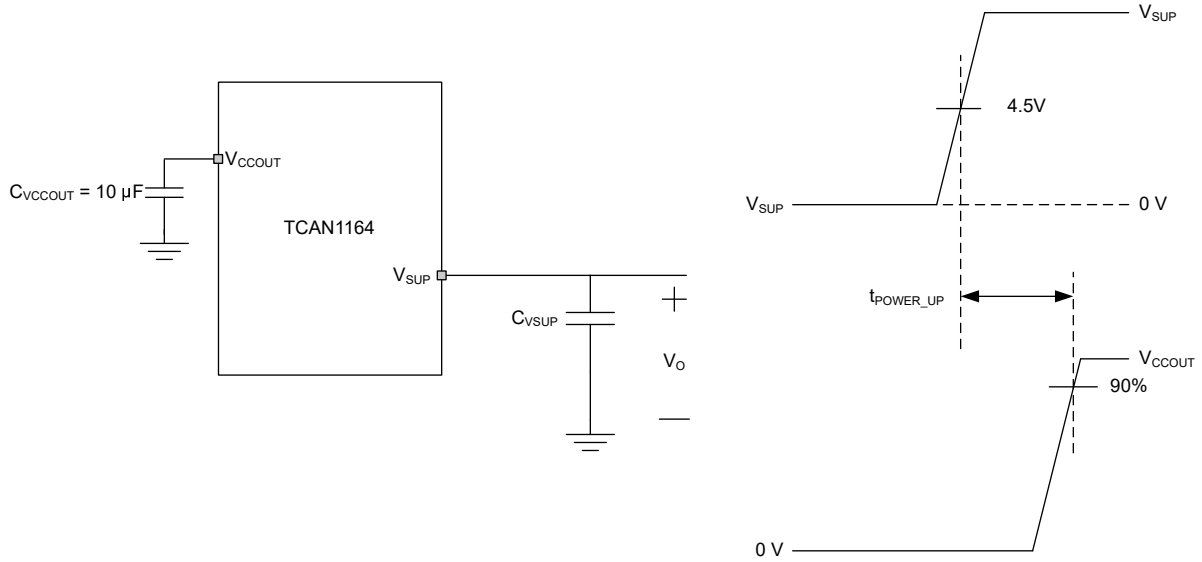 V_CCOUT
C_VCCOUT = 10 µF
TCAN1164
V_SUP
C_VSUP
+
V_O
—
V_SUP
4.5V
V_SUP
0 V
t_POWER_UP
V_CCOUT
90%
0 V